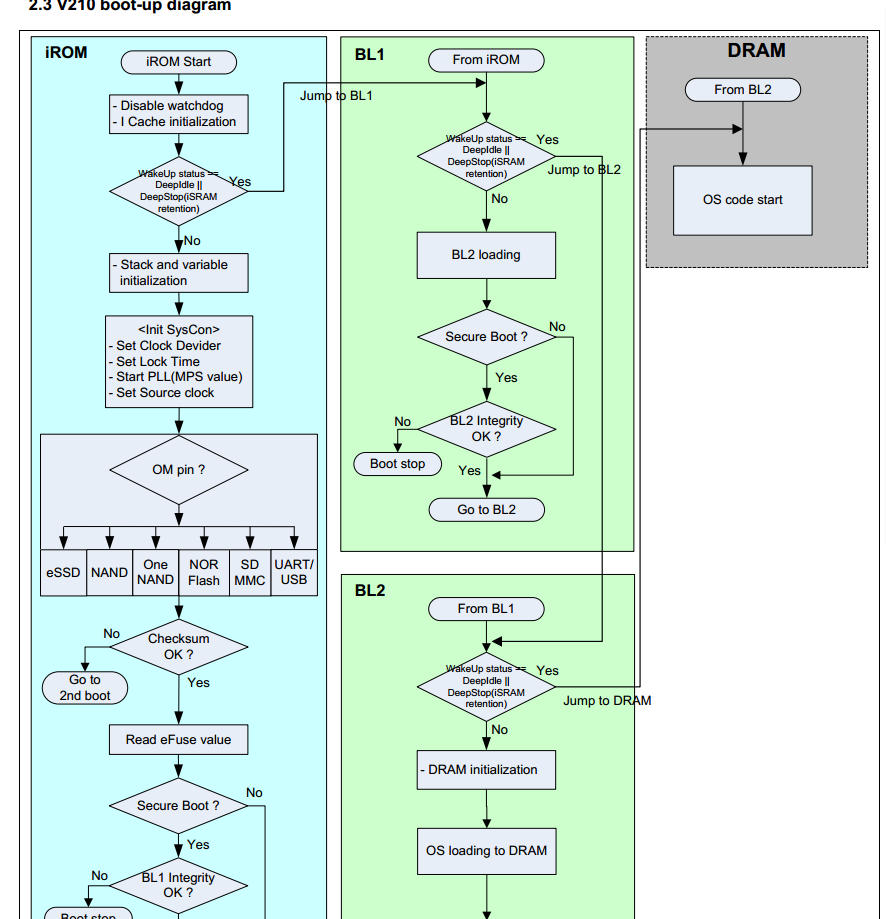 2.3 V210 boot-up diagram
iROM
iROM Start
- Disable watchdog
- I Cache initialization
WakeUp status ==
DeepIdle ||
DeepStop(iSRAM
retention)
Yes
No
- Stack and variable
initialization
<Init SysCon>
- Set Clock Devider
- Set Lock Time
- Start PLL(MPS value)
- Set Source clock
OM pin ?
eSSD
NAND
One
NAND
NOR
Flash
SD
MMC
UART/
USB
Checksum
OK ?
No
Go to
2nd boot
Yes
Read eFuse value
Secure Boot ?
No
Yes
BL1 Integrity
OK ?
No
Boot stop
BL1
From iROM
Jump to BL1
WakeUp status ==
DeepIdle ||
DeepStop(iSRAM
retention)
Yes
Jump to BL2
No
BL2 loading
Secure Boot ?
No
Yes
BL2 Integrity
OK ?
No
Boot stop
Yes
Go to BL2
BL2
From BL1
WakeUp status ==
DeepIdle ||
DeepStop(iSRAM
retention)
Yes
Jump to DRAM
No
- DRAM initialization
OS loading to DRAM
DRAM
From BL2
OS code start